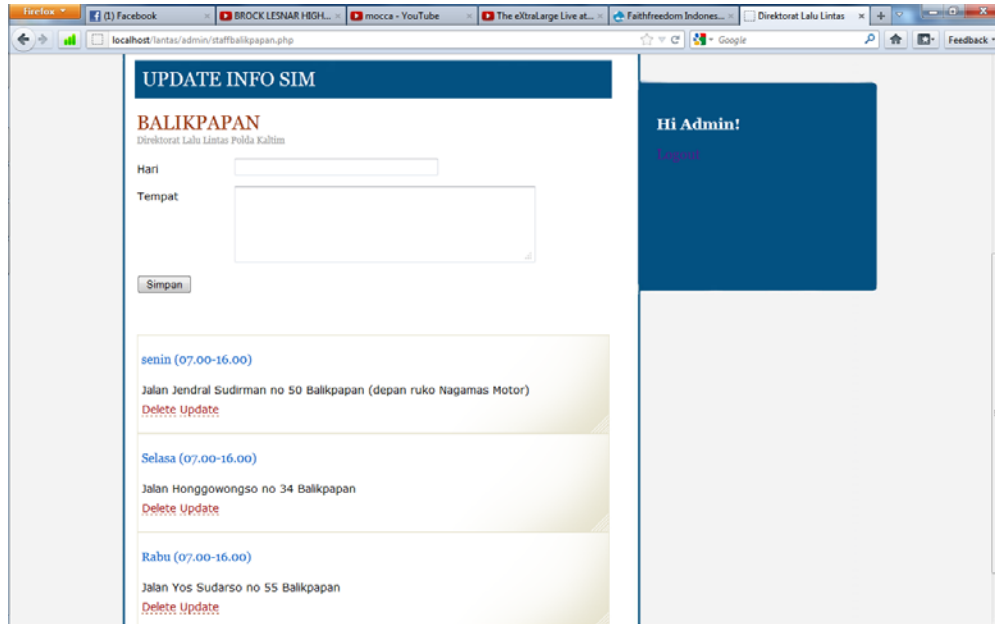 Firefox
(1) Facebook
BROCK LESNAR HIGH...
mocca - YouTube
The eXtraLarge Live at...
Faithfreedom Indones...
Direktorat Lalu Lintas
localhost/lantas/admin/staffbalikpapan.php
Google
Feedback
UPDATE INFO SIM
BALIKPAPAN
Direktorat Lalu Lintas Polda Kaltim
Hari
Tempat
Simpan
Hi Admin!
Logout
senin (07.00-16.00)
Jalan Jendral Sudirman no 50 Balikpapan (depan ruko Nagamas Motor)
Delete Update
Selasa (07.00-16.00)
Jalan Honggowongso no 34 Balikpapan
Delete Update
Rabu (07.00-16.00)
Jalan Yos Sudarso no 55 Balikpapan
Delete Update